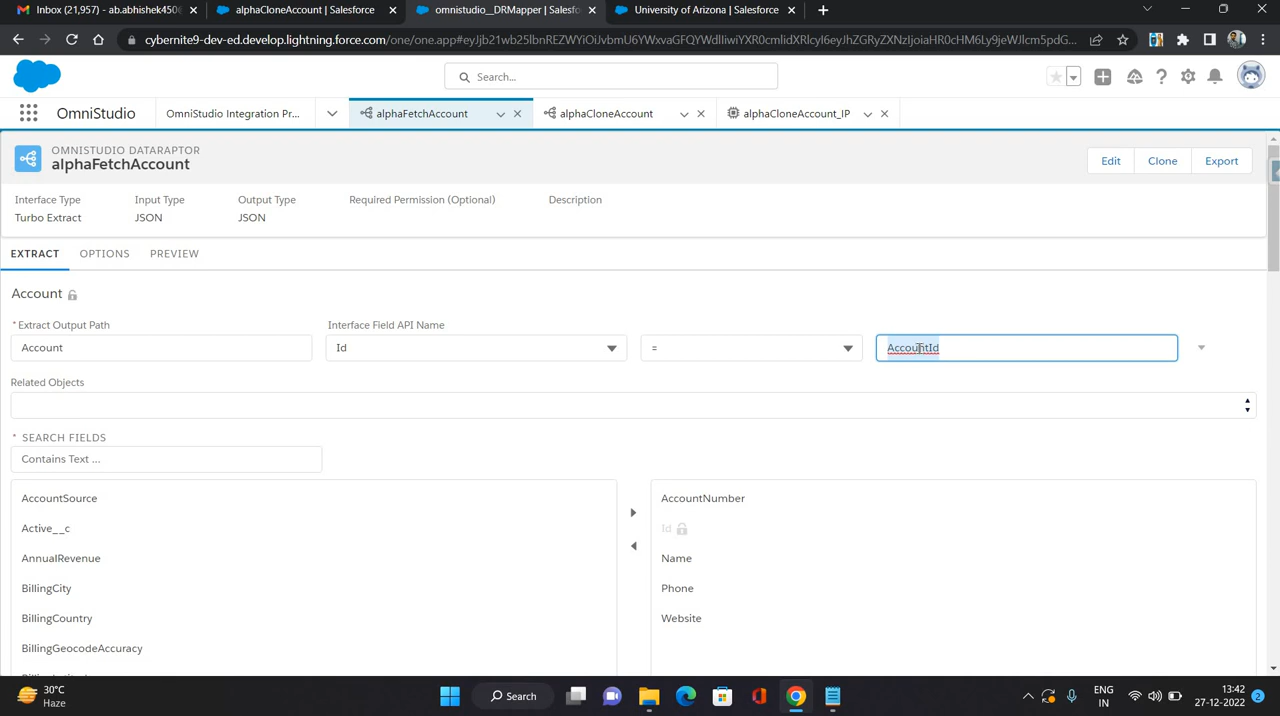 Inbox (21,957) - ab.abhishek450
alphaCloneAccount | Salesforce
omnistudio__DRMapper | Salesfo
University of Arizona | Salesforce
cybernite9-dev-ed.develop.lightning.force.com
Search...
OmniStudio
OmniStudio Integration Pr...
alphaFetchAccount
alphaCloneAccount
alphaCloneAccount_IP
OMNISTUDIO DATARAPTOR
alphaFetchAccount
Edit
Clone
Export
Interface Type
Input Type
Output Type
Required Permission (Optional)
Description
Turbo Extract
JSON
JSON
EXTRACT
OPTIONS
PREVIEW
Account
* Extract Output Path
Interface Field API Name
Account
Id
=
AccountId
Related Objects
* SEARCH FIELDS
Contains Text ...
AccountSource
Active__c
AnnualRevenue
BillingCity
BillingCountry
BillingGeocodeAccuracy
AccountNumber
Id
Name
Phone
Website
30°C
Haze
Search
ENG
IN
13:42
27-12-2022
2